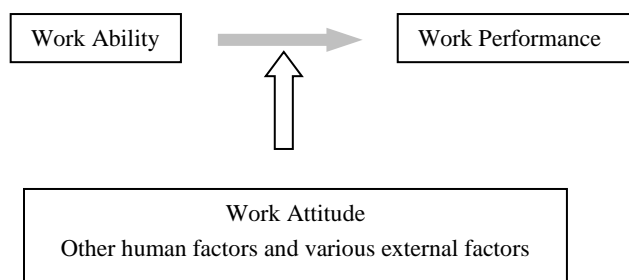 Work Ability
Work Performance
Work Attitude
Other human factors and various external factors